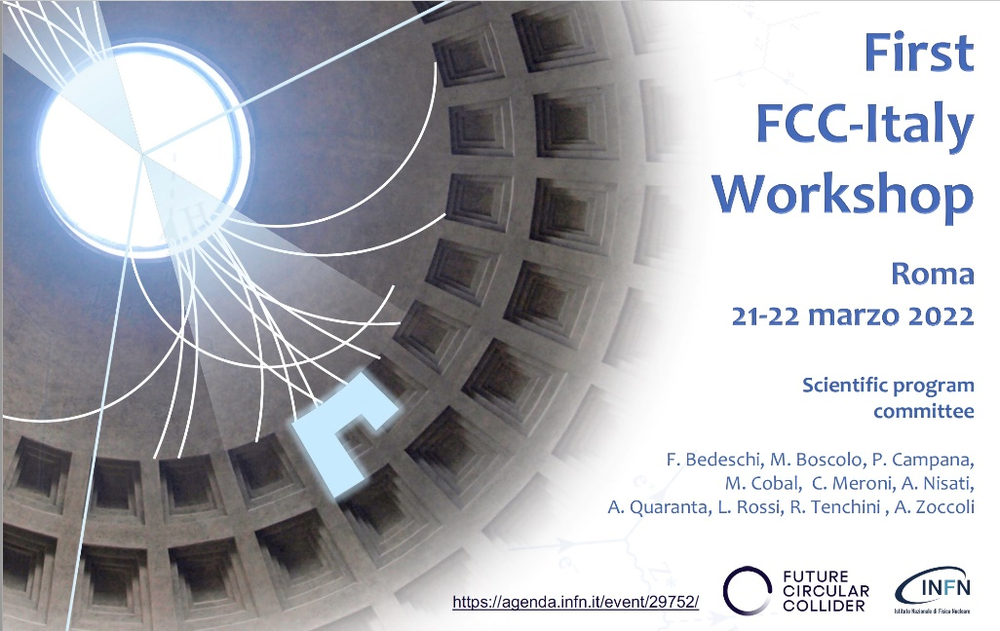 First
FCC-Italy
Workshop
Roma
21-22 marzo 2022
Scientific program
committee
F. Bedeschi, M. Boscolo, P. Campana,
M. Cobal, C. Meroni, A. Nisati,
A. Quaranta, L. Rossi, R. Tenchini , A. Zoccoli
https://agenda.infn.it/event/29752/
FUTURE
CIRCULAR
COLLIDER
INFN
Istituto Nazionale di Fisica Nucleare
H